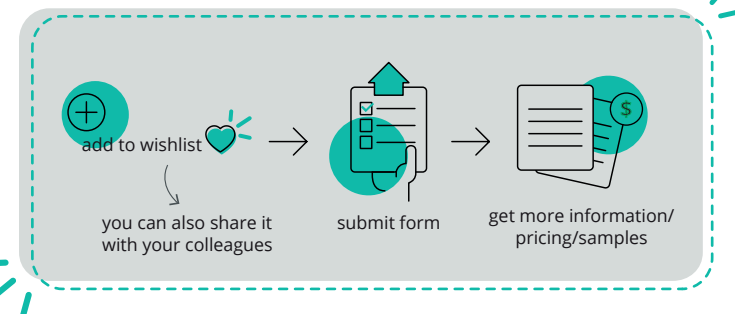 add to wishlist
you can also share it
with your colleagues
submit form
$
get more information/
pricing/samples